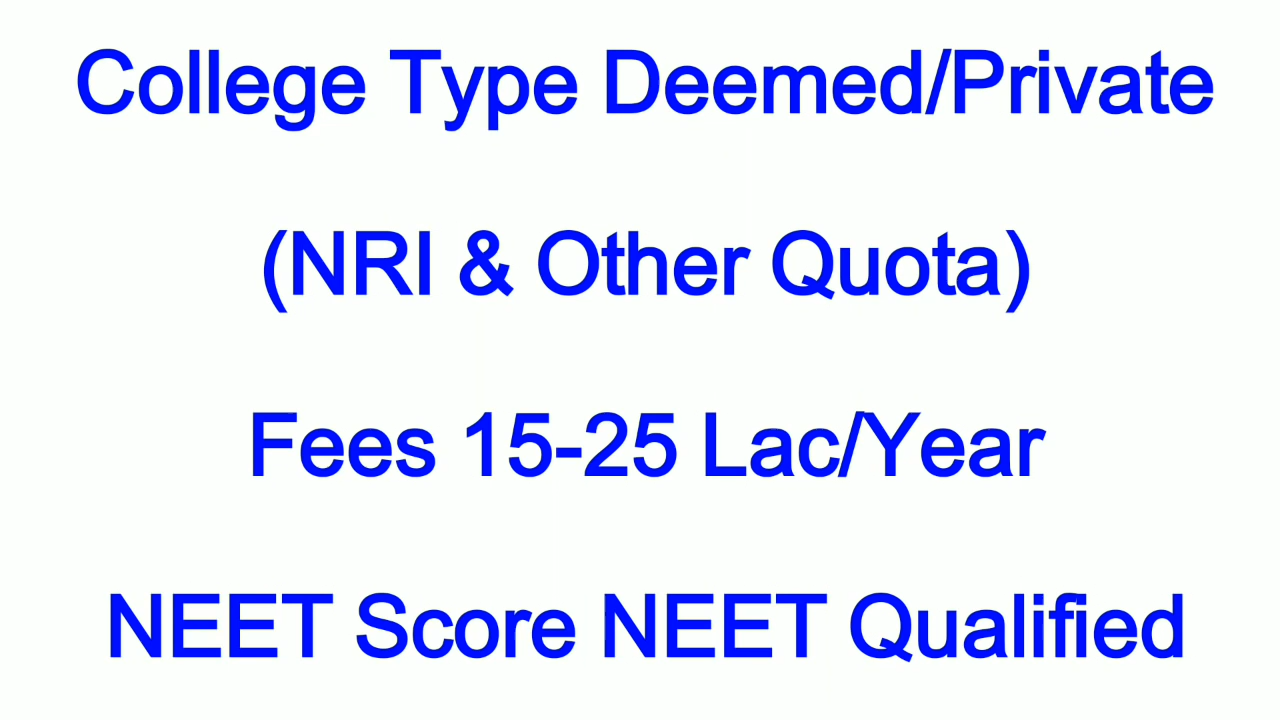 College Type Deemed/Private
(NRI & Other Quota)
Fees 15-25 Lac/Year
NEET Score NEET Qualified